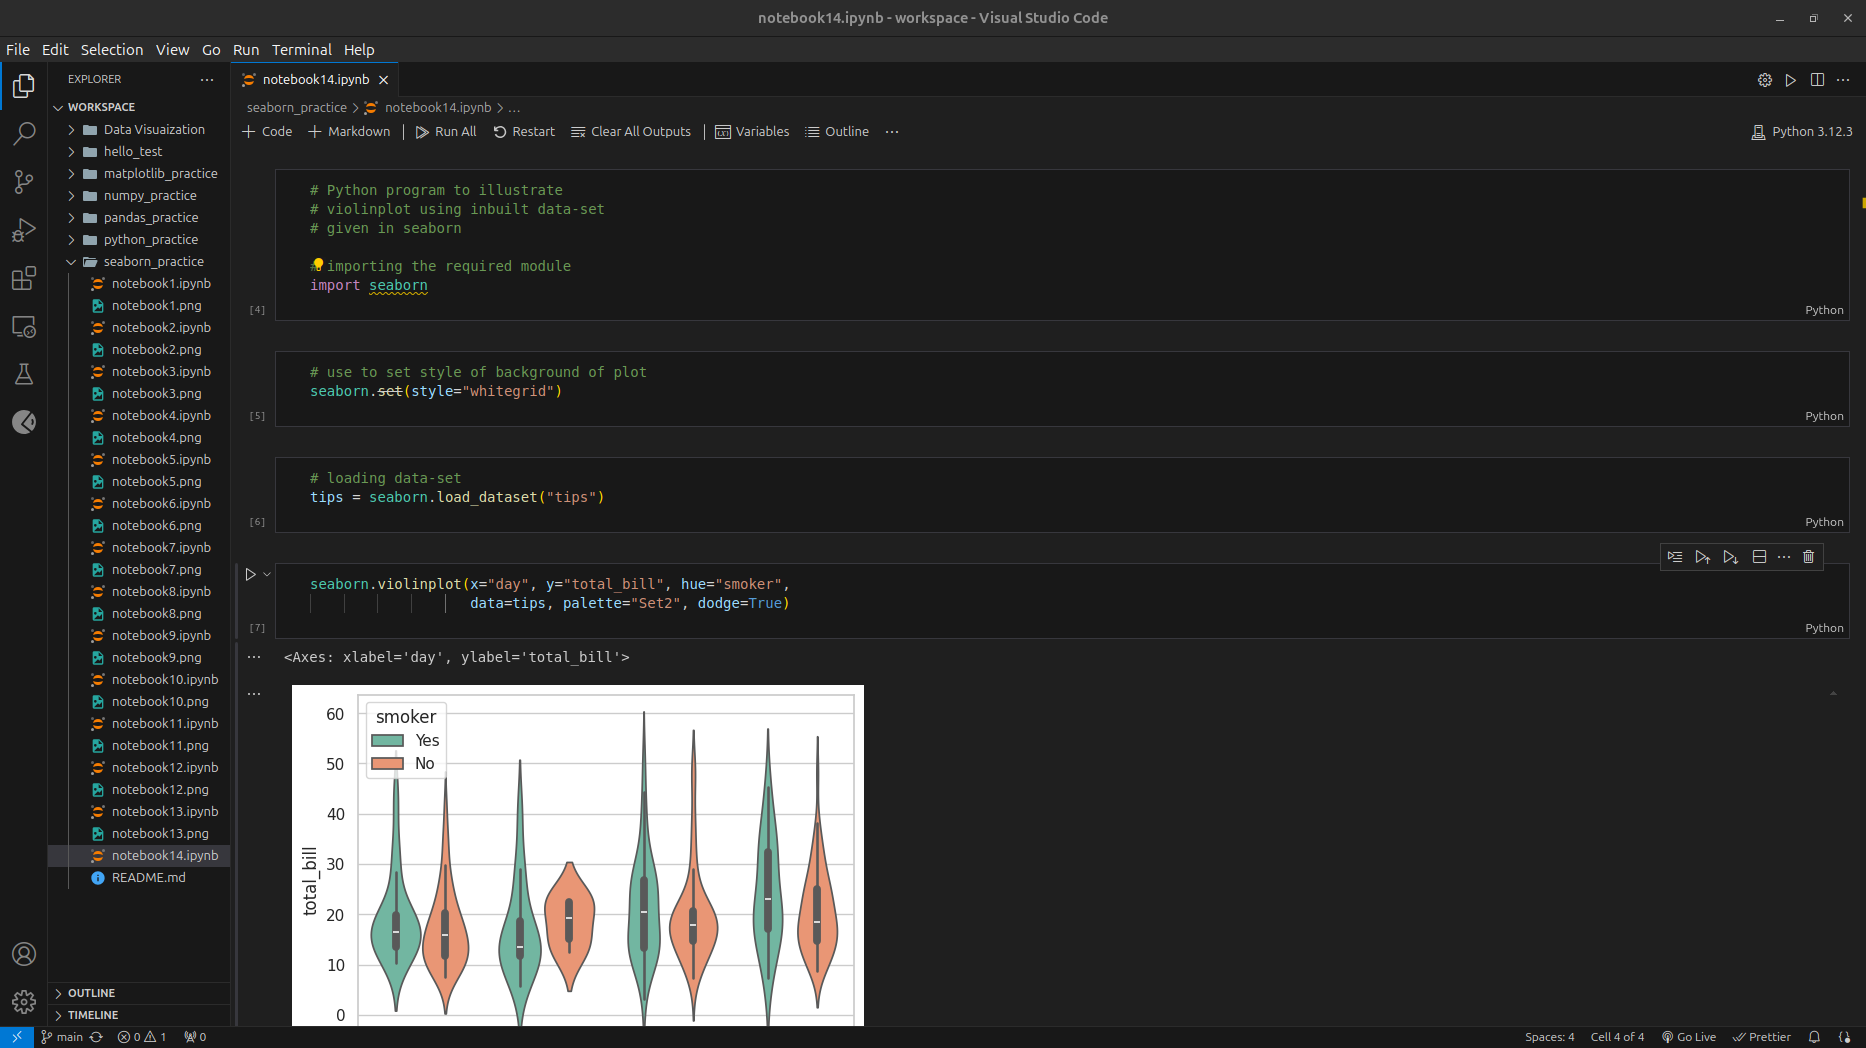 notebook14.ipynb - workspace - Visual Studio Code
File Edit Selection View Go Run Terminal Help
EXPLORER
WORKSPACE
Data Visuaization
hello_test
matplotlib_practice
numpy_practice
pandas_practice
python_practice
seaborn_practice
notebook1.ipynb
notebook1.png
notebook2.ipynb
notebook2.png
notebook3.ipynb
notebook3.png
notebook4.ipynb
notebook4.png
notebook5.ipynb
notebook5.png
notebook6.ipynb
notebook6.png
notebook7.ipynb
notebook7.png
notebook8.ipynb
notebook8.png
notebook9.ipynb
notebook9.png
notebook10.ipynb
notebook10.png
notebook11.ipynb
notebook11.png
notebook12.ipynb
notebook12.png
notebook13.ipynb
notebook13.png
notebook14.ipynb
README.md
OUTLINE
TIMELINE
notebook14.ipynb
seaborn_practice > notebook14.ipynb > ...
Code Markdown Run All Restart Clear All Outputs Variables Outline ... Python 3.12.3
# Python program to illustrate
# violinplot using inbuilt data-set
# given in seaborn
# importing the required module
import seaborn
[4] Python
# use to set style of background of plot
seaborn.set(style="whitegrid")
[5] Python
# loading data-set
tips = seaborn.load_dataset("tips")
[6] Python
seaborn.violinplot(x="day", y="total_bill", hue="smoker",
data=tips, palette="Set2", dodge=True)
[7] Python
<Axes: xlabel='day', ylabel='total_bill'>
smoker
Yes
No
60
50
40
30
20
10
0
total_bill
main 0 1 0 Spaces: 4 Cell 4 of 4 Go Live Prettier